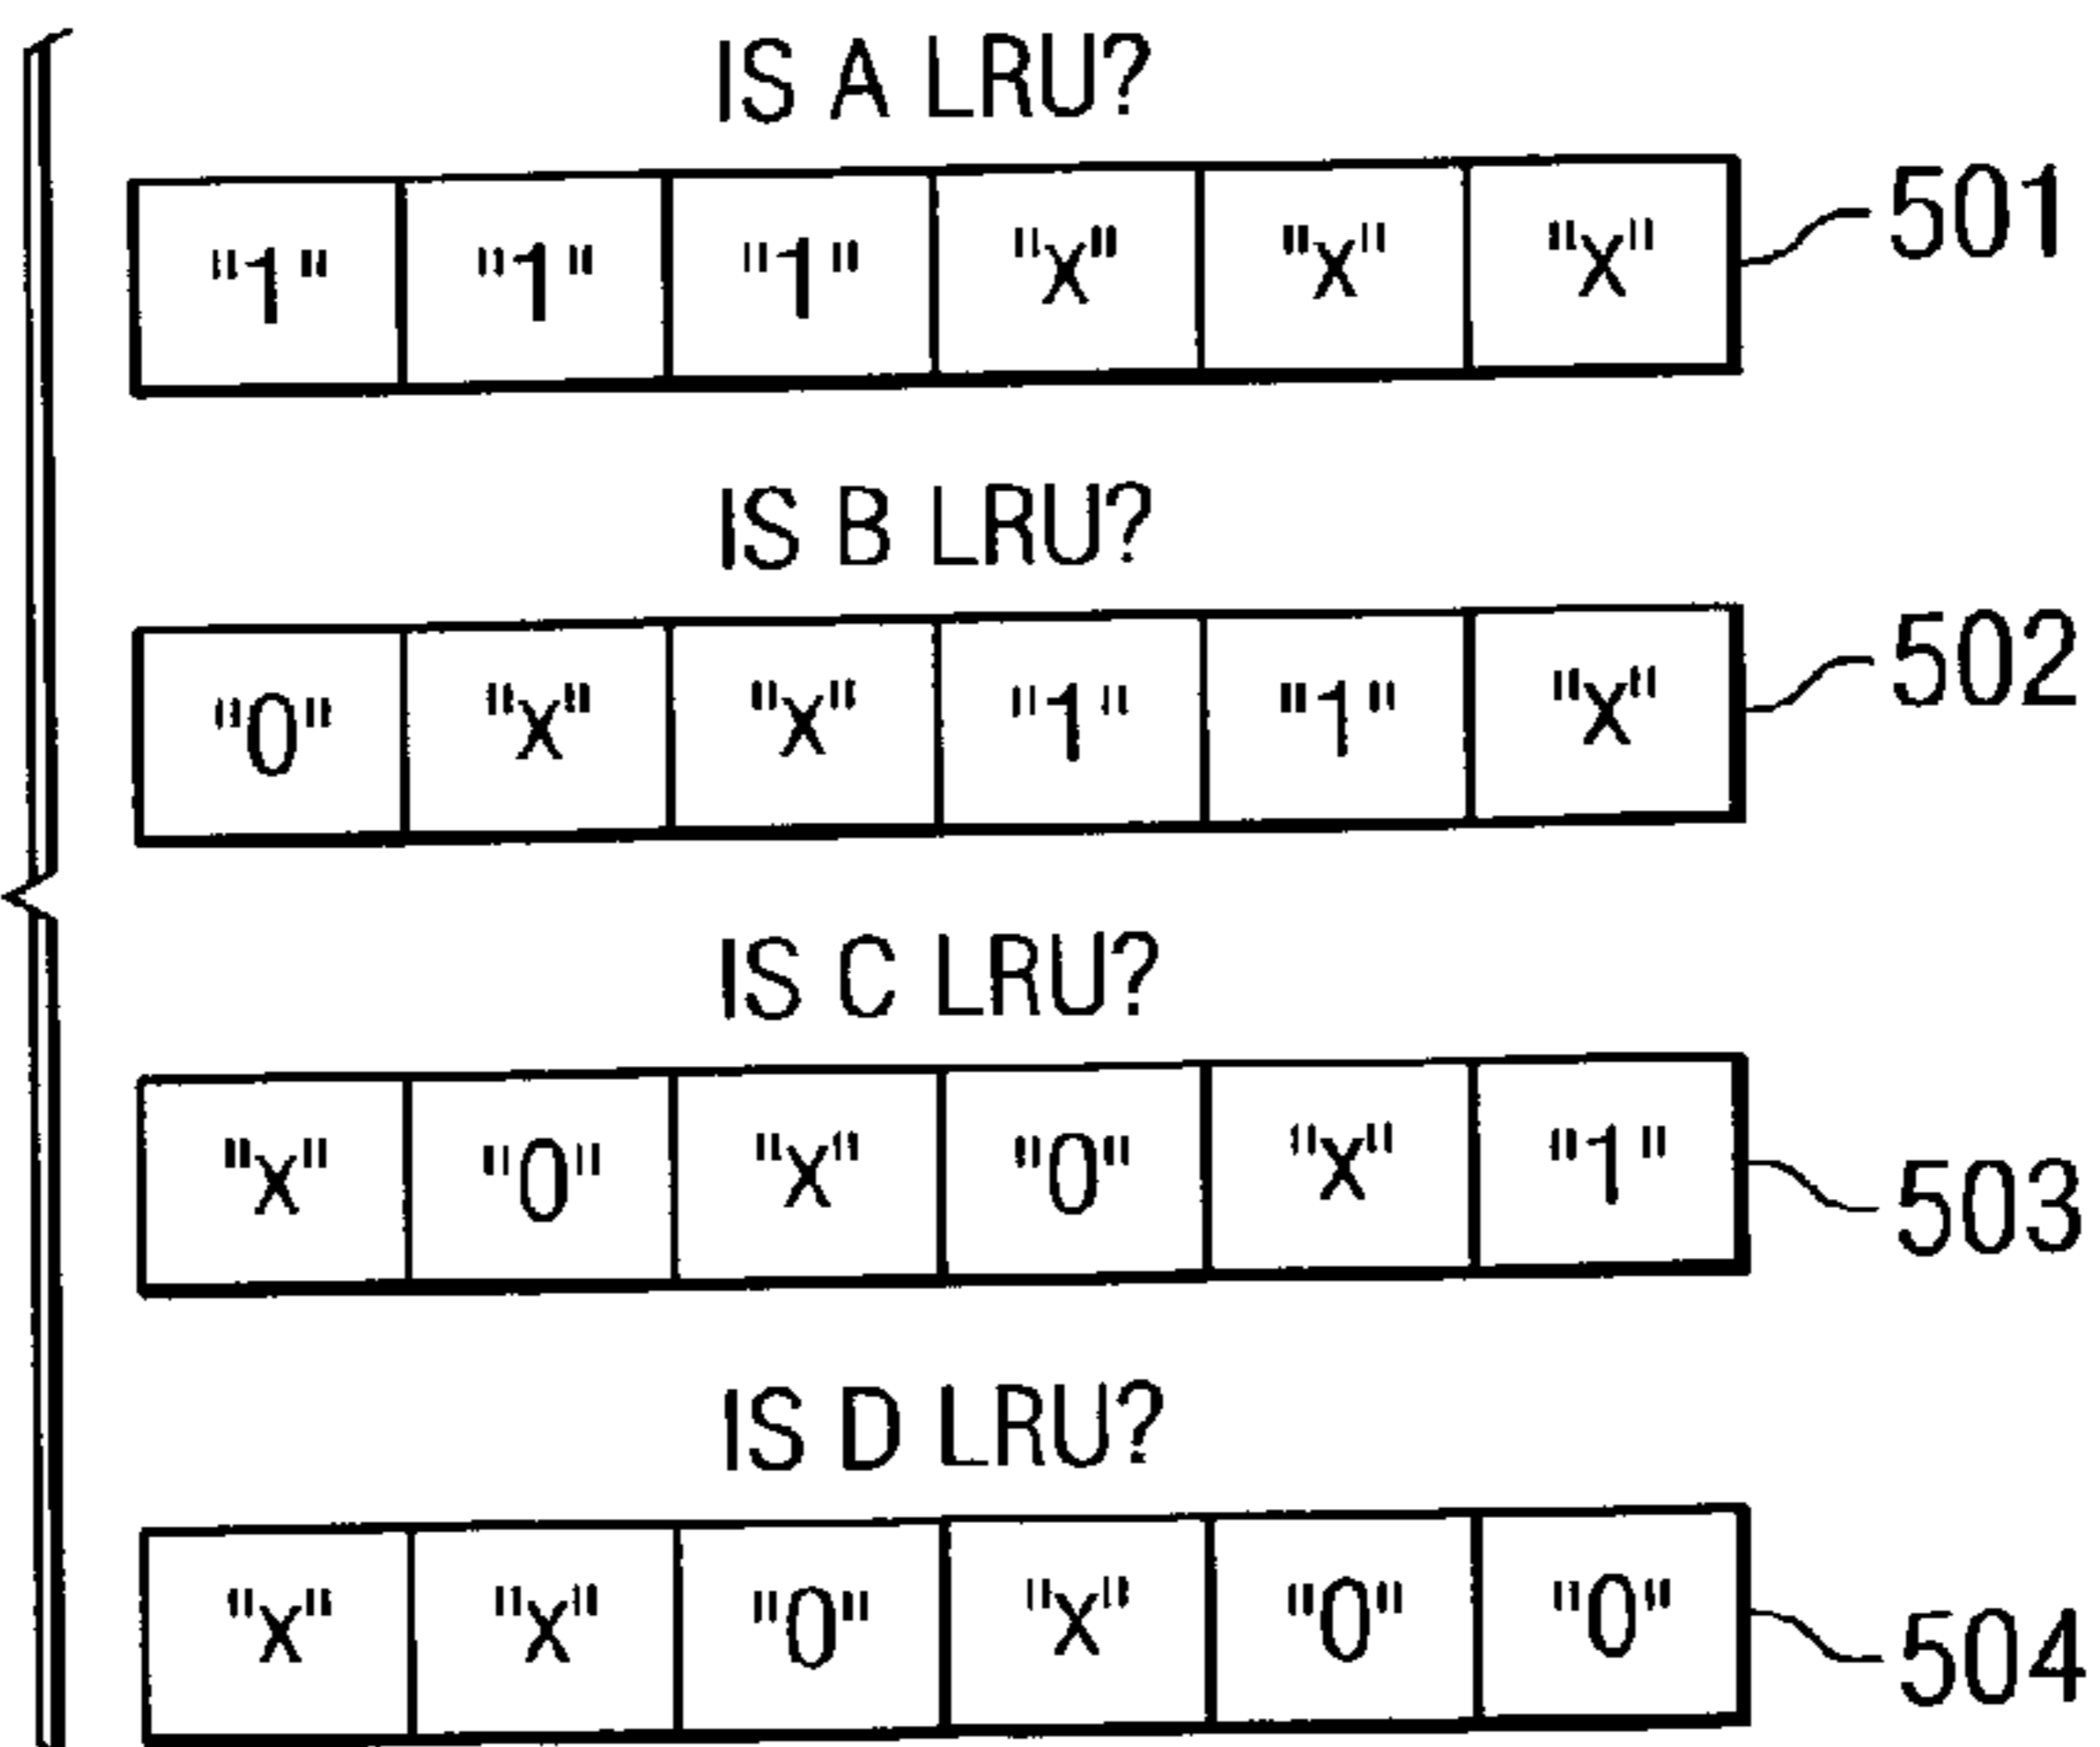 IS A LRU?
"1" "1" "1" "X" "X" "X" 501
IS B LRU?
"0" "X" "X" "1" "1" "X" 502
IS C LRU?
"X" "0" "X" "0" "X" "1" 503
IS D LRU?
"X" "X" "0" "X" "0" "0" 504